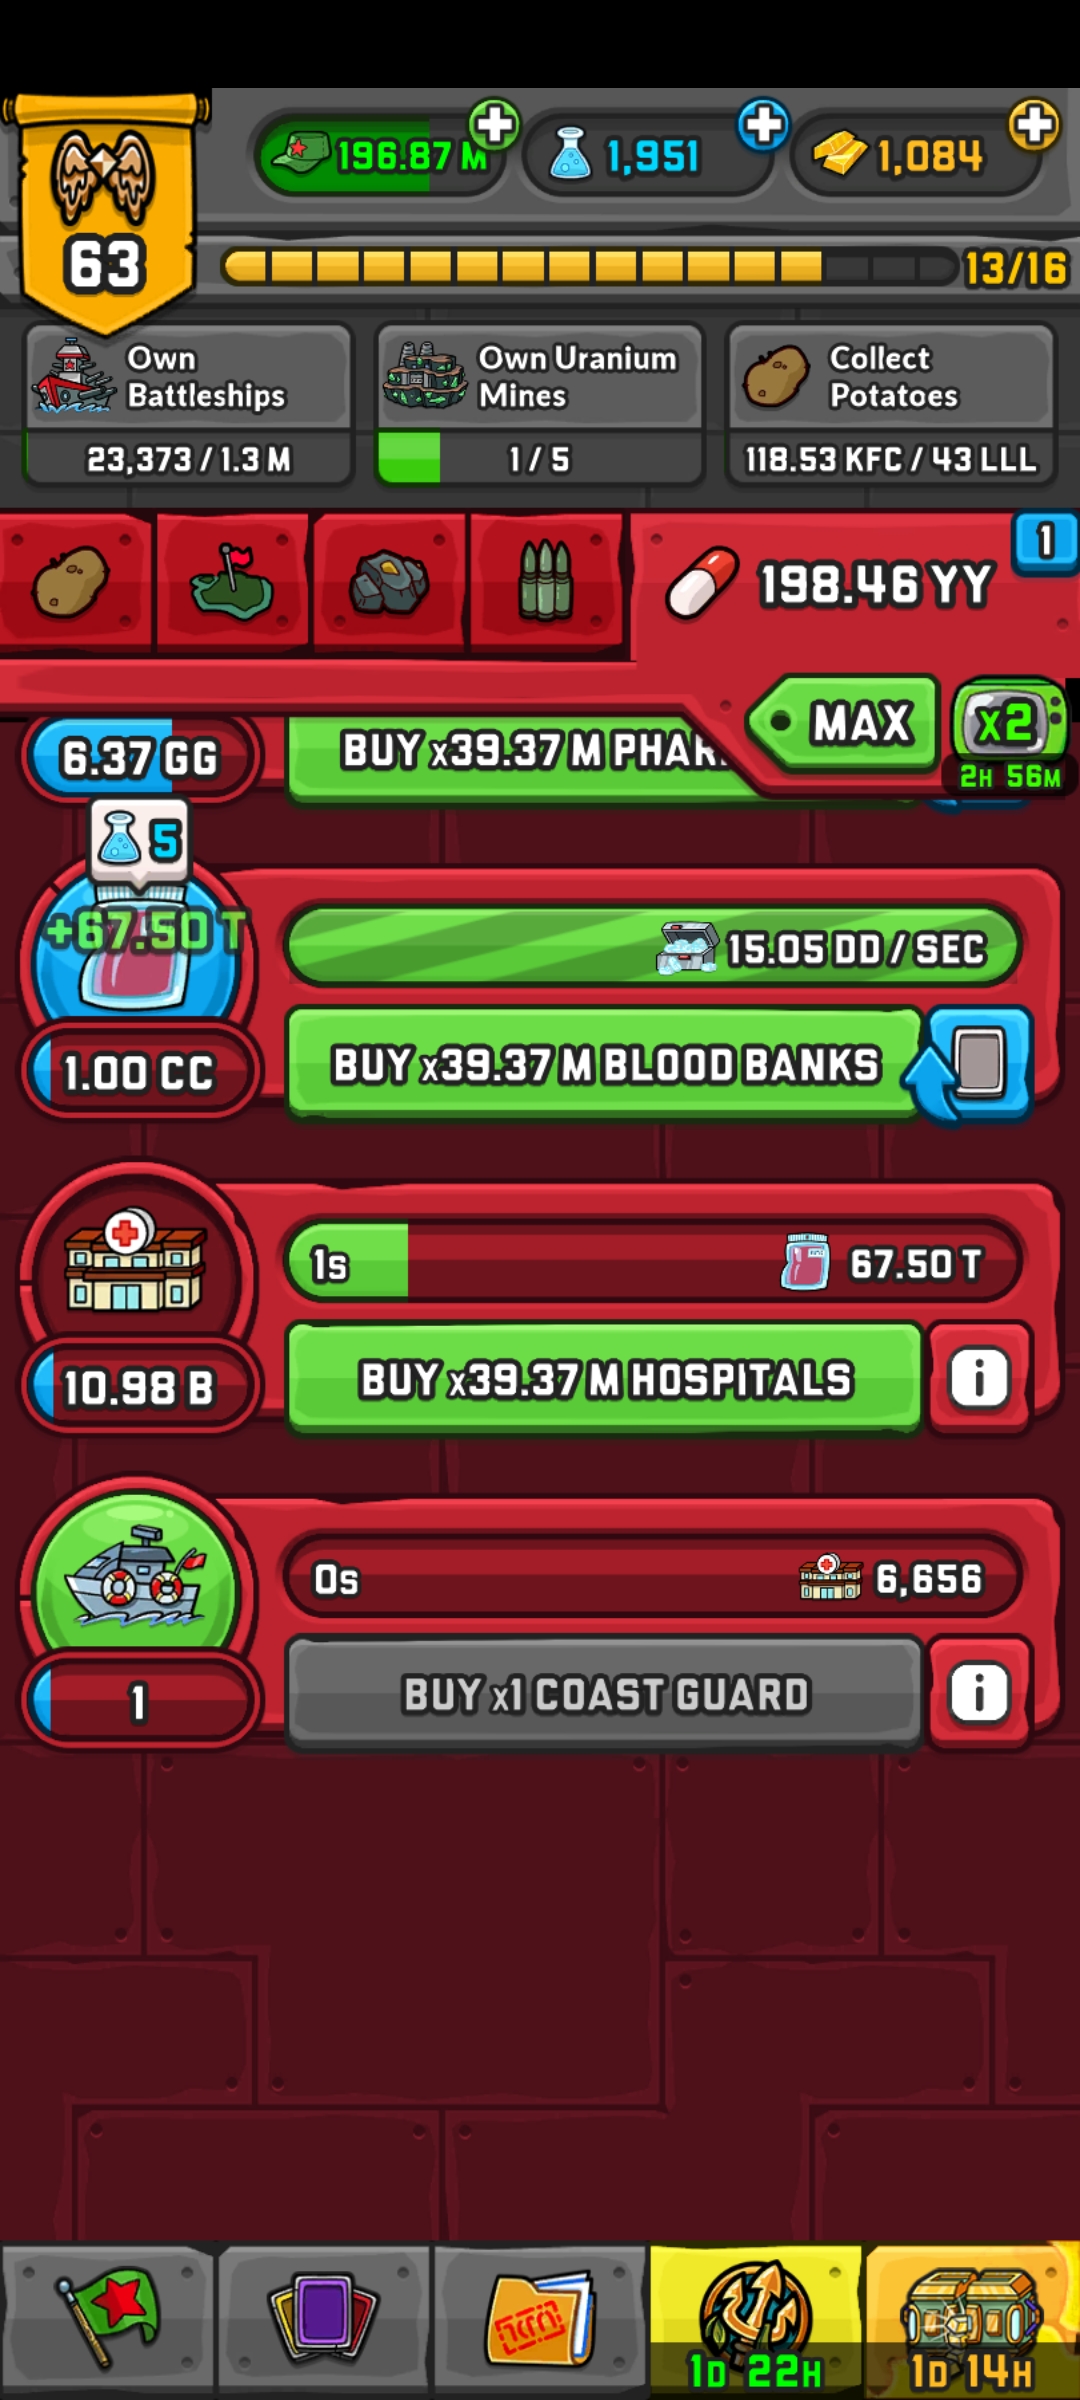 196.87 M
1,951
1,084
63
13/16
Own
Battleships
23,373 / 1.3 M
Own Uranium
Mines
1 / 5
Collect
Potatoes
118.53 KFC / 43 LLL
198.46 YY
1
MAX
x2
2H 56M
6.37 GG
BUY x39.37 M PHAR
5
+67.50 T
15.05 DD / SEC
1.00 CC
BUY x39.37 M BLOOD BANKS
1s
67.50 T
10.98 B
BUY x39.37 M HOSPITALS
i
0s
6,656
1
BUY x1 COAST GUARD
i
1D 22H
1D 14H